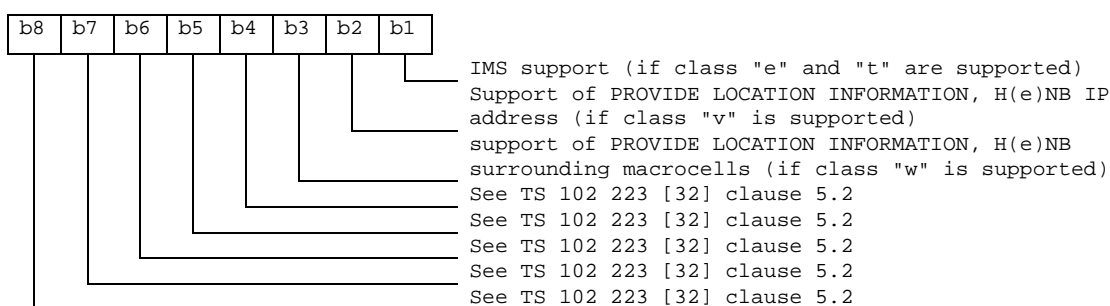 b8 b7 b6 b5 b4 b3 b2 b1
IMS support (if class "e" and "t" are supported)
Support of PROVIDE LOCATION INFORMATION, H(e)NB IP
address (if class "v" is supported)
support of PROVIDE LOCATION INFORMATION, H(e)NB
surrounding macrocells (if class "w" is supported)
See TS 102 223 [32] clause 5.2
See TS 102 223 [32] clause 5.2
See TS 102 223 [32] clause 5.2
See TS 102 223 [32] clause 5.2
See TS 102 223 [32] clause 5.2